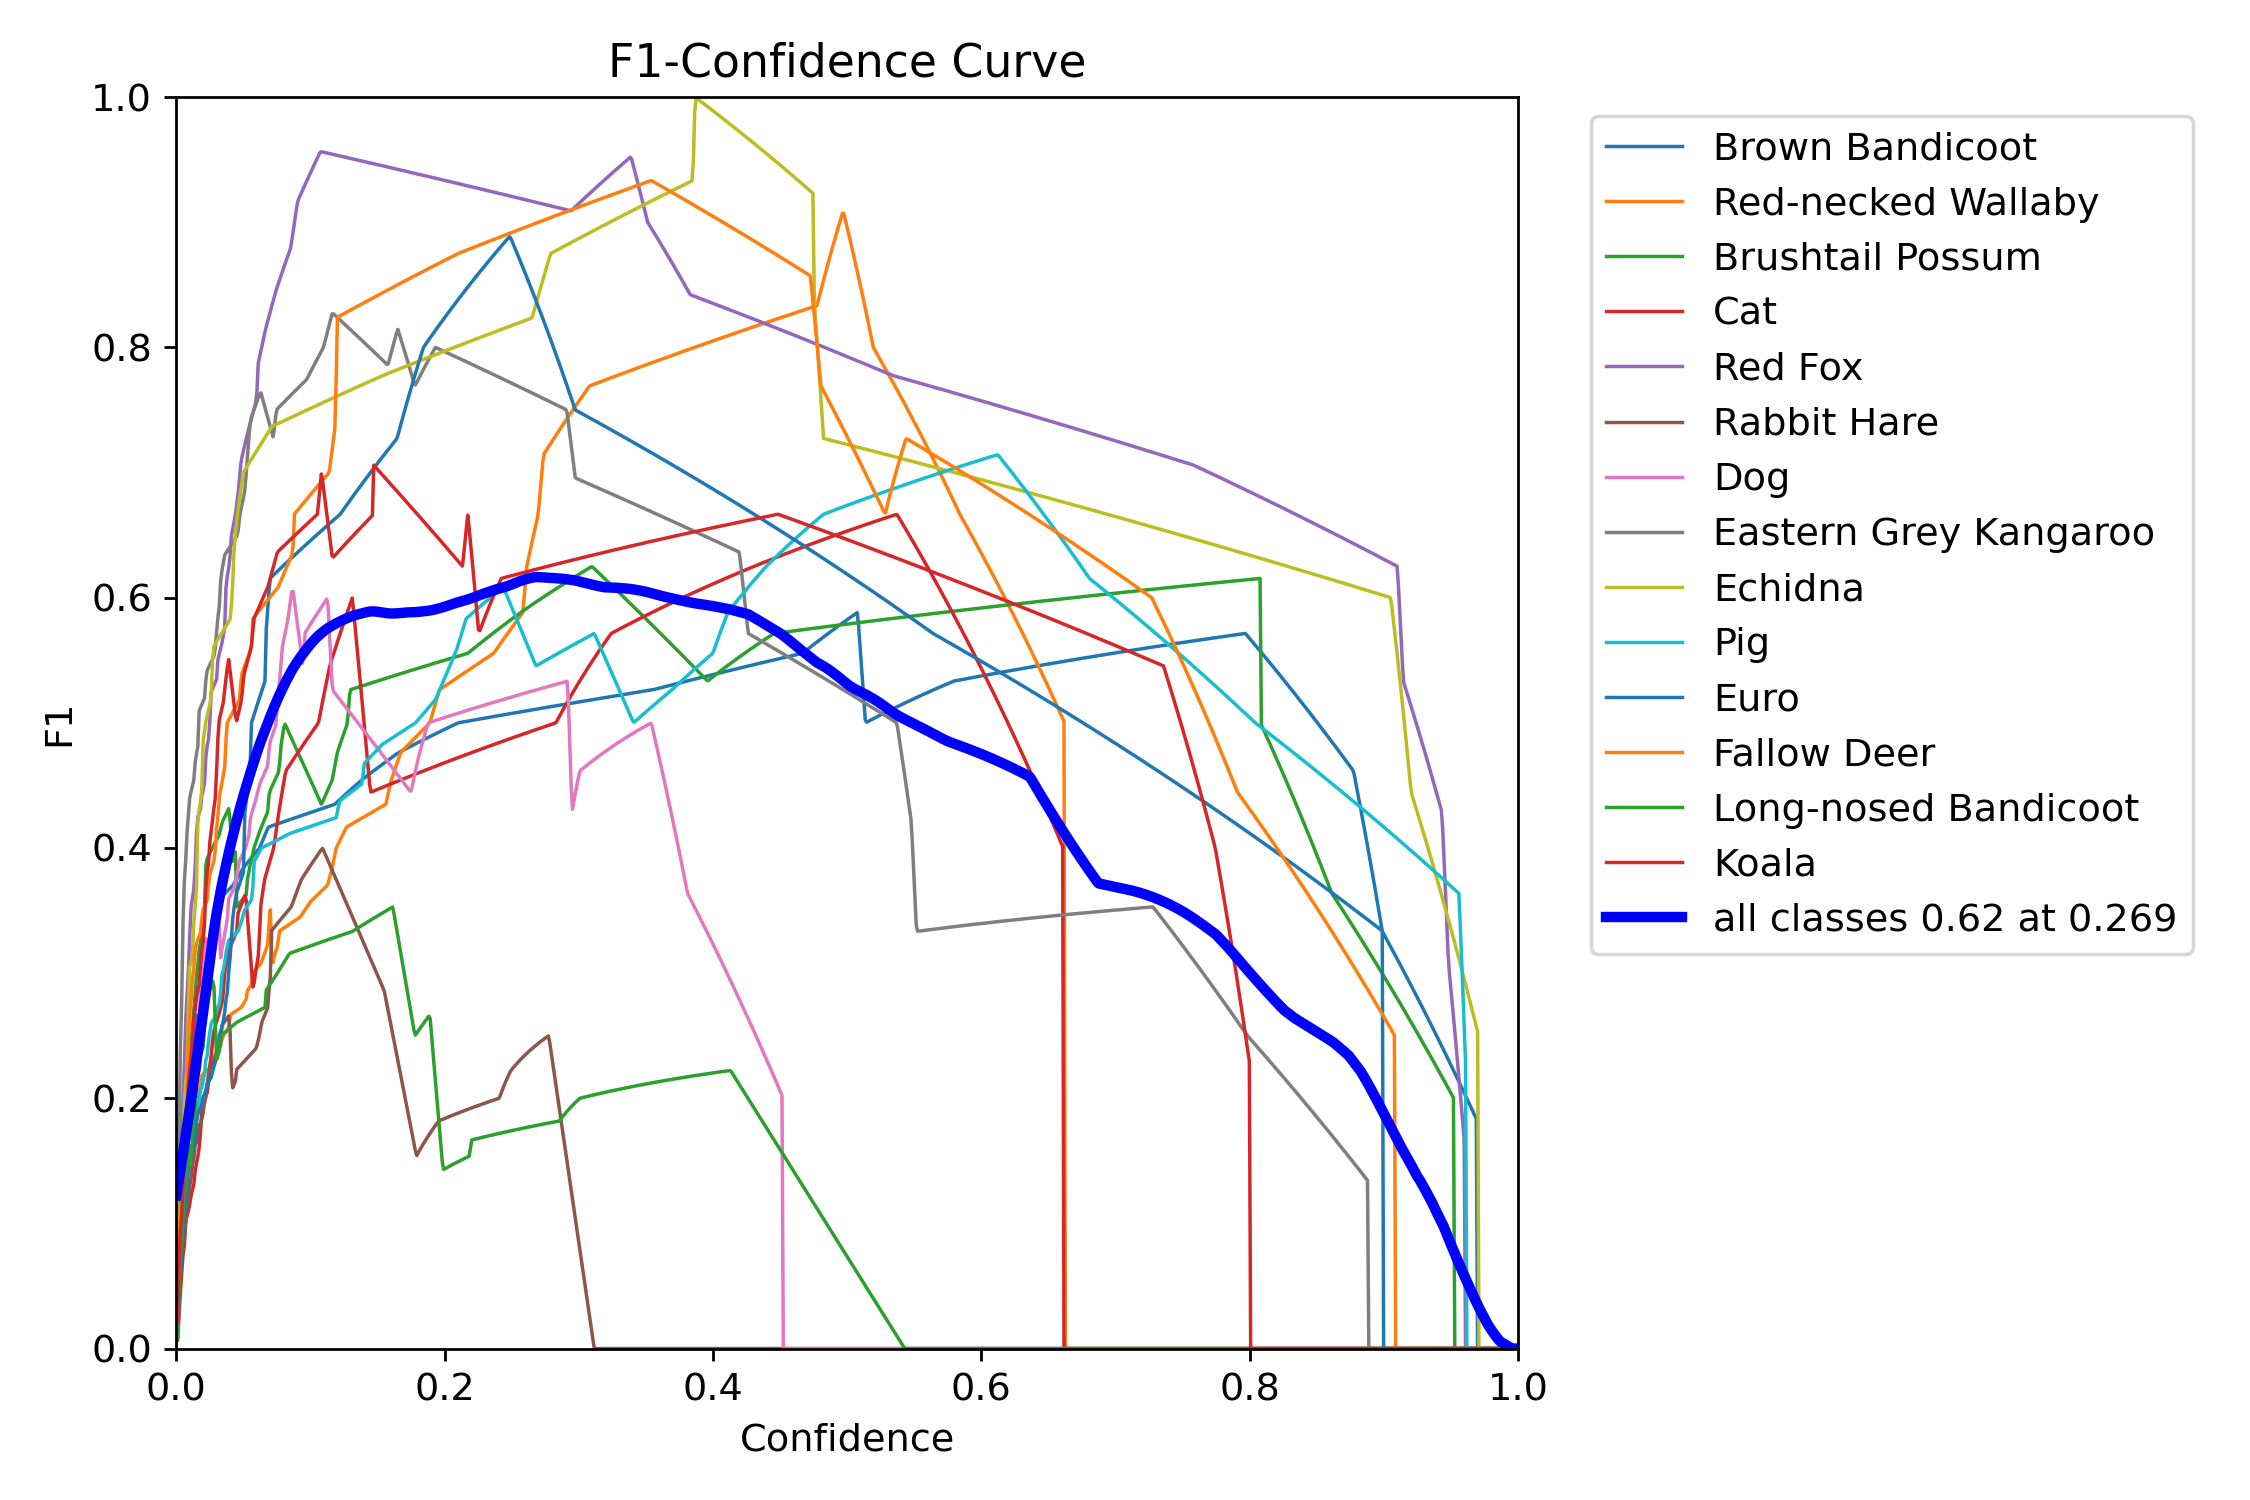 F1-Confidence Curve
1.0
0.8
0.6
0.4
0.2
0.0
F1
0.0 0.2 0.4 0.6 0.8 1.0
Confidence
Brown Bandicoot
Red-necked Wallaby
Brushtail Possum
Cat
Red Fox
Rabbit Hare
Dog
Eastern Grey Kangaroo
Echidna
Pig
Euro
Fallow Deer
Long-nosed Bandicoot
Koala
all classes 0.62 at 0.269